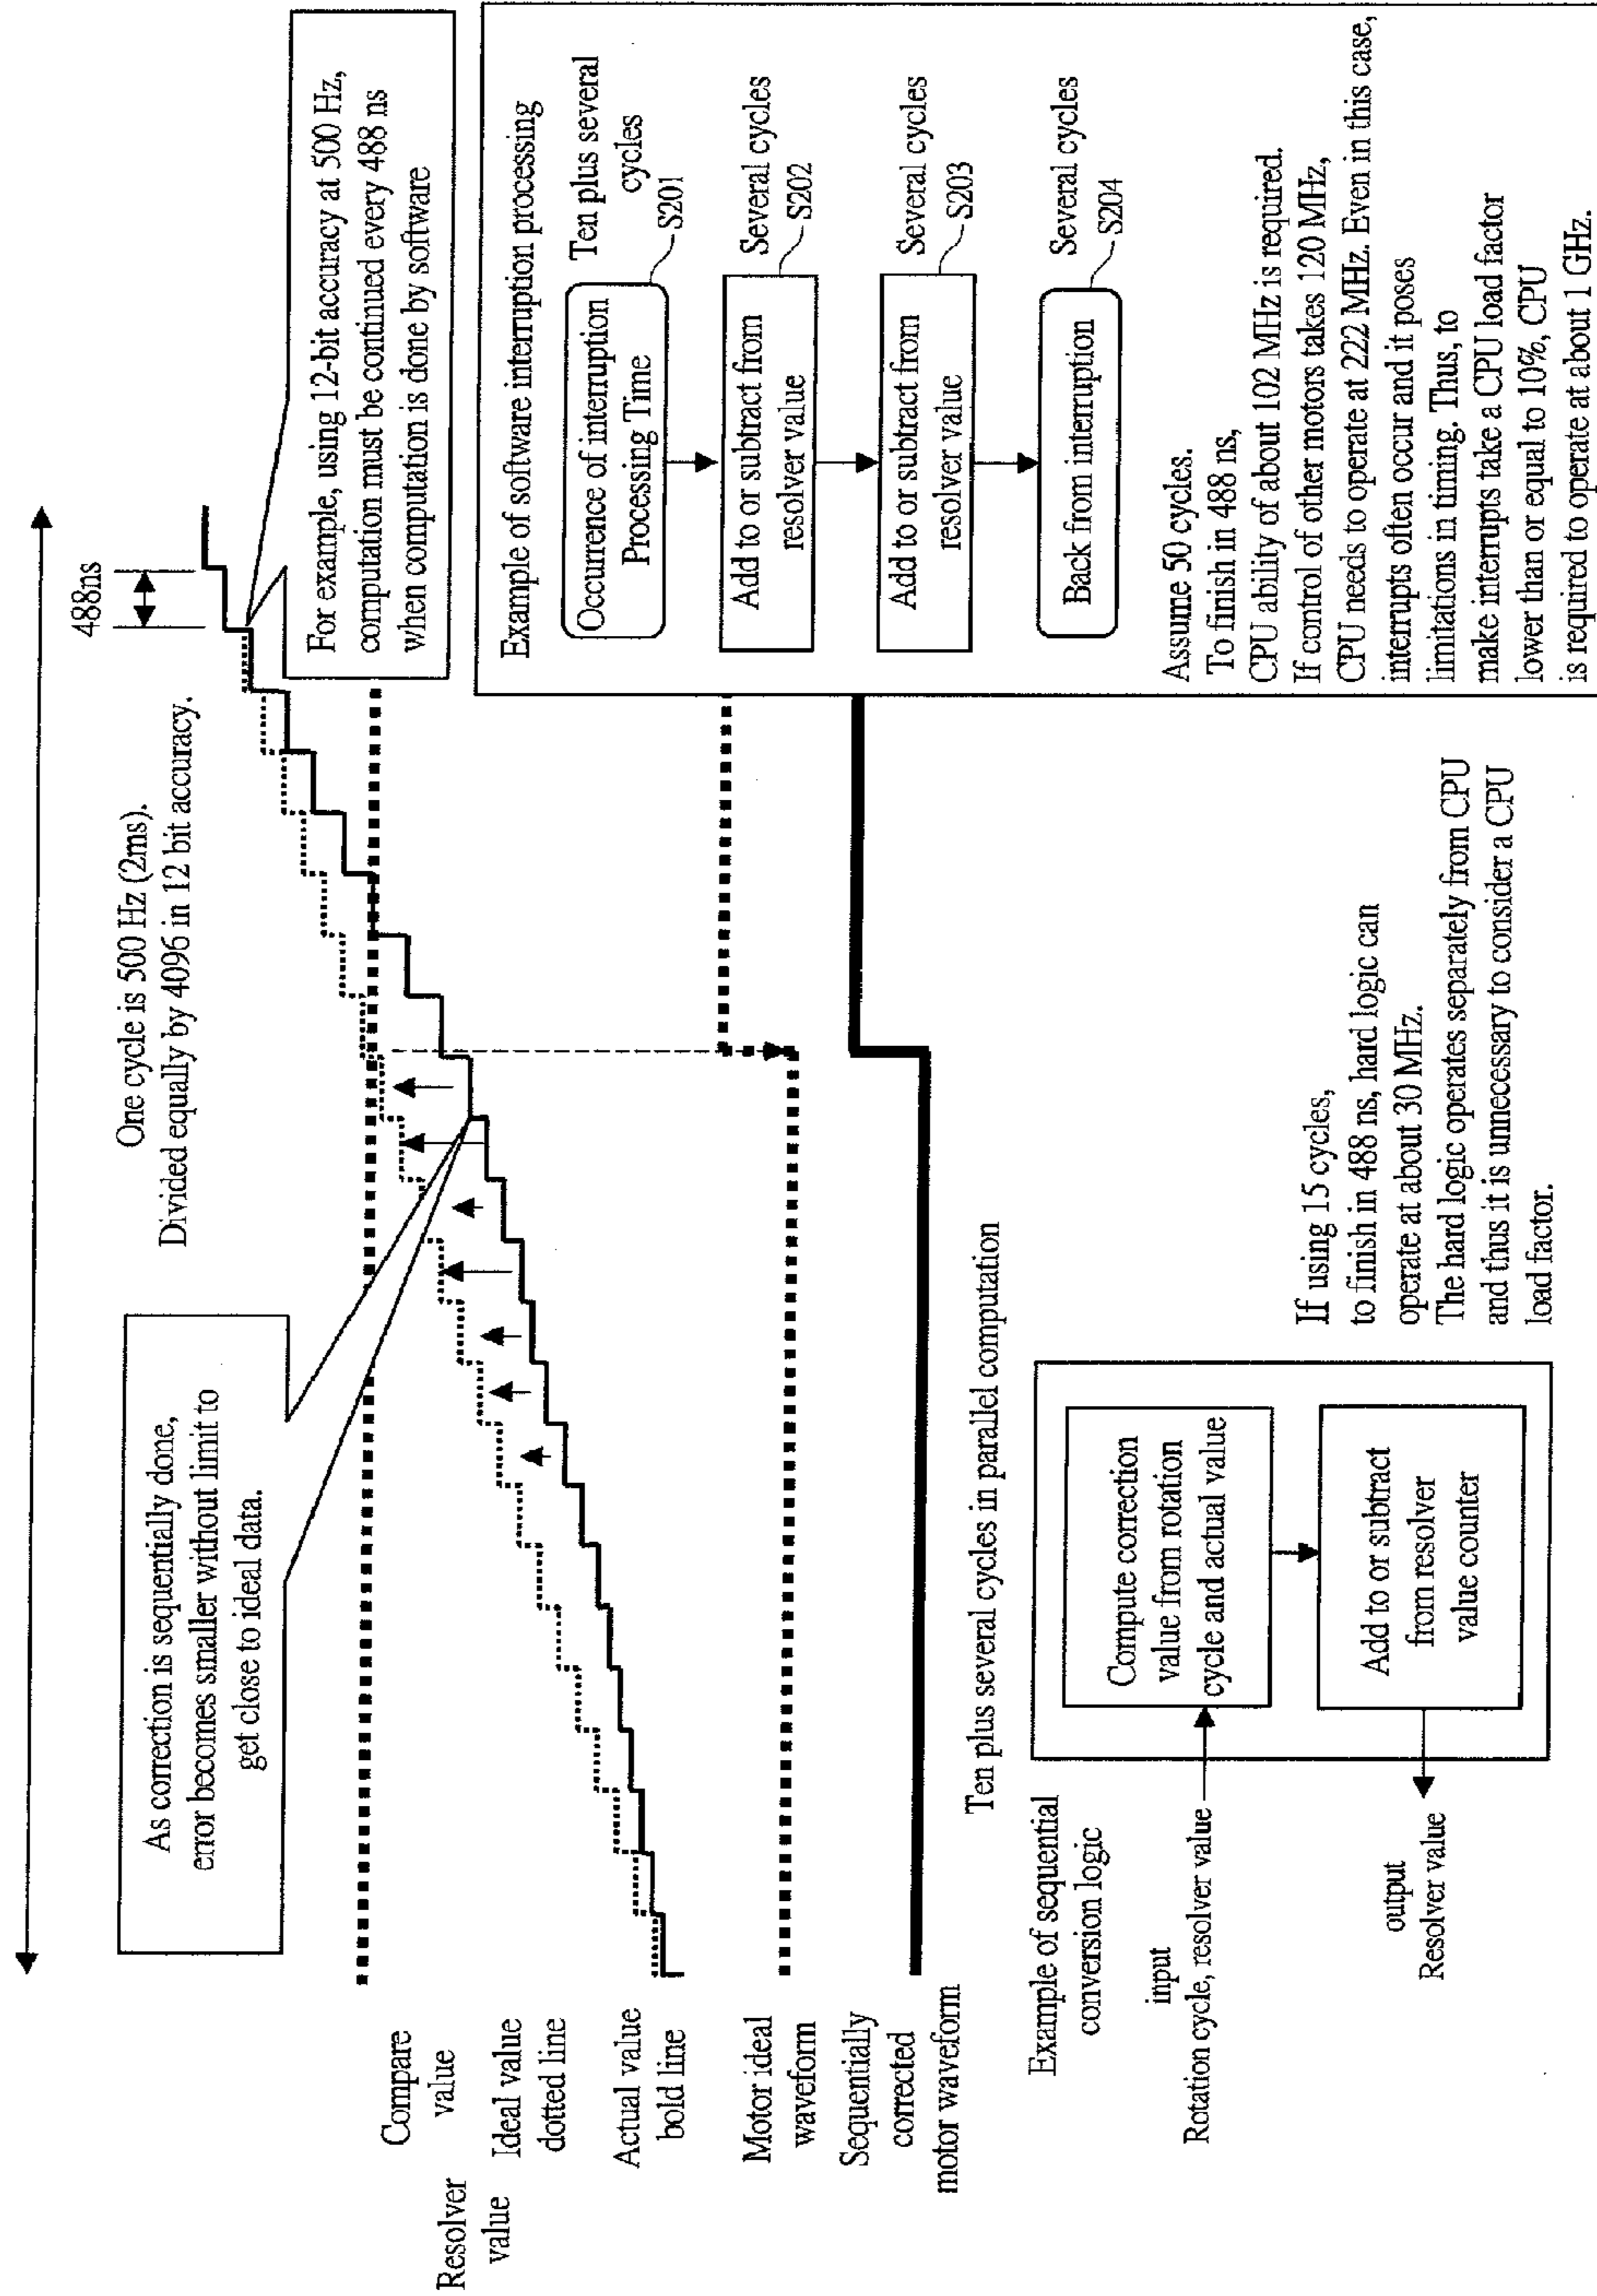 One cycle is 500 Hz (2ms).
Divided equally by 4096 in 12 bit accuracy.
488ns
As correction is sequentially done,
error becomes smaller without limit to
get close to ideal data.
For example, using 12-bit accuracy at 500 Hz,
computation must be continued every 488 ns
when computation is done by software
Resolver
value
Compare
value
Ideal value
dotted line
Actual value
bold line
Motor ideal
waveform
Sequentially
corrected
motor waveform
Example of software interruption processing
Occurrence of interruption
Processing Time
Ten plus several
cycles
S201
Add to or subtract from
resolver value
Several cycles
S202
Add to or subtract from
resolver value
Several cycles
S203
Back from interruption
Several cycles
S204
Assume 50 cycles.
To finish in 488 ns,
CPU ability of about 102 MHz is required.
If control of other motors takes 120 MHz,
CPU needs to operate at 222 MHz. Even in this case,
interrupts often occur and it poses
limitations in timing. Thus, to
make interrupts take a CPU load factor
lower than or equal to 10%, CPU
is required to operate at about 1 GHz.
Ten plus several cycles in parallel computation
Example of sequential
conversion logic
input
Rotation cycle, resolver value
Compute correction
value from rotation
cycle and actual value
Add to or subtract
from resolver
value counter
output
Resolver value
If using 15 cycles,
to finish in 488 ns, hard logic can
operate at about 30 MHz.
The hard logic operates separately from CPU
and thus it is unnecessary to consider a CPU
load factor.